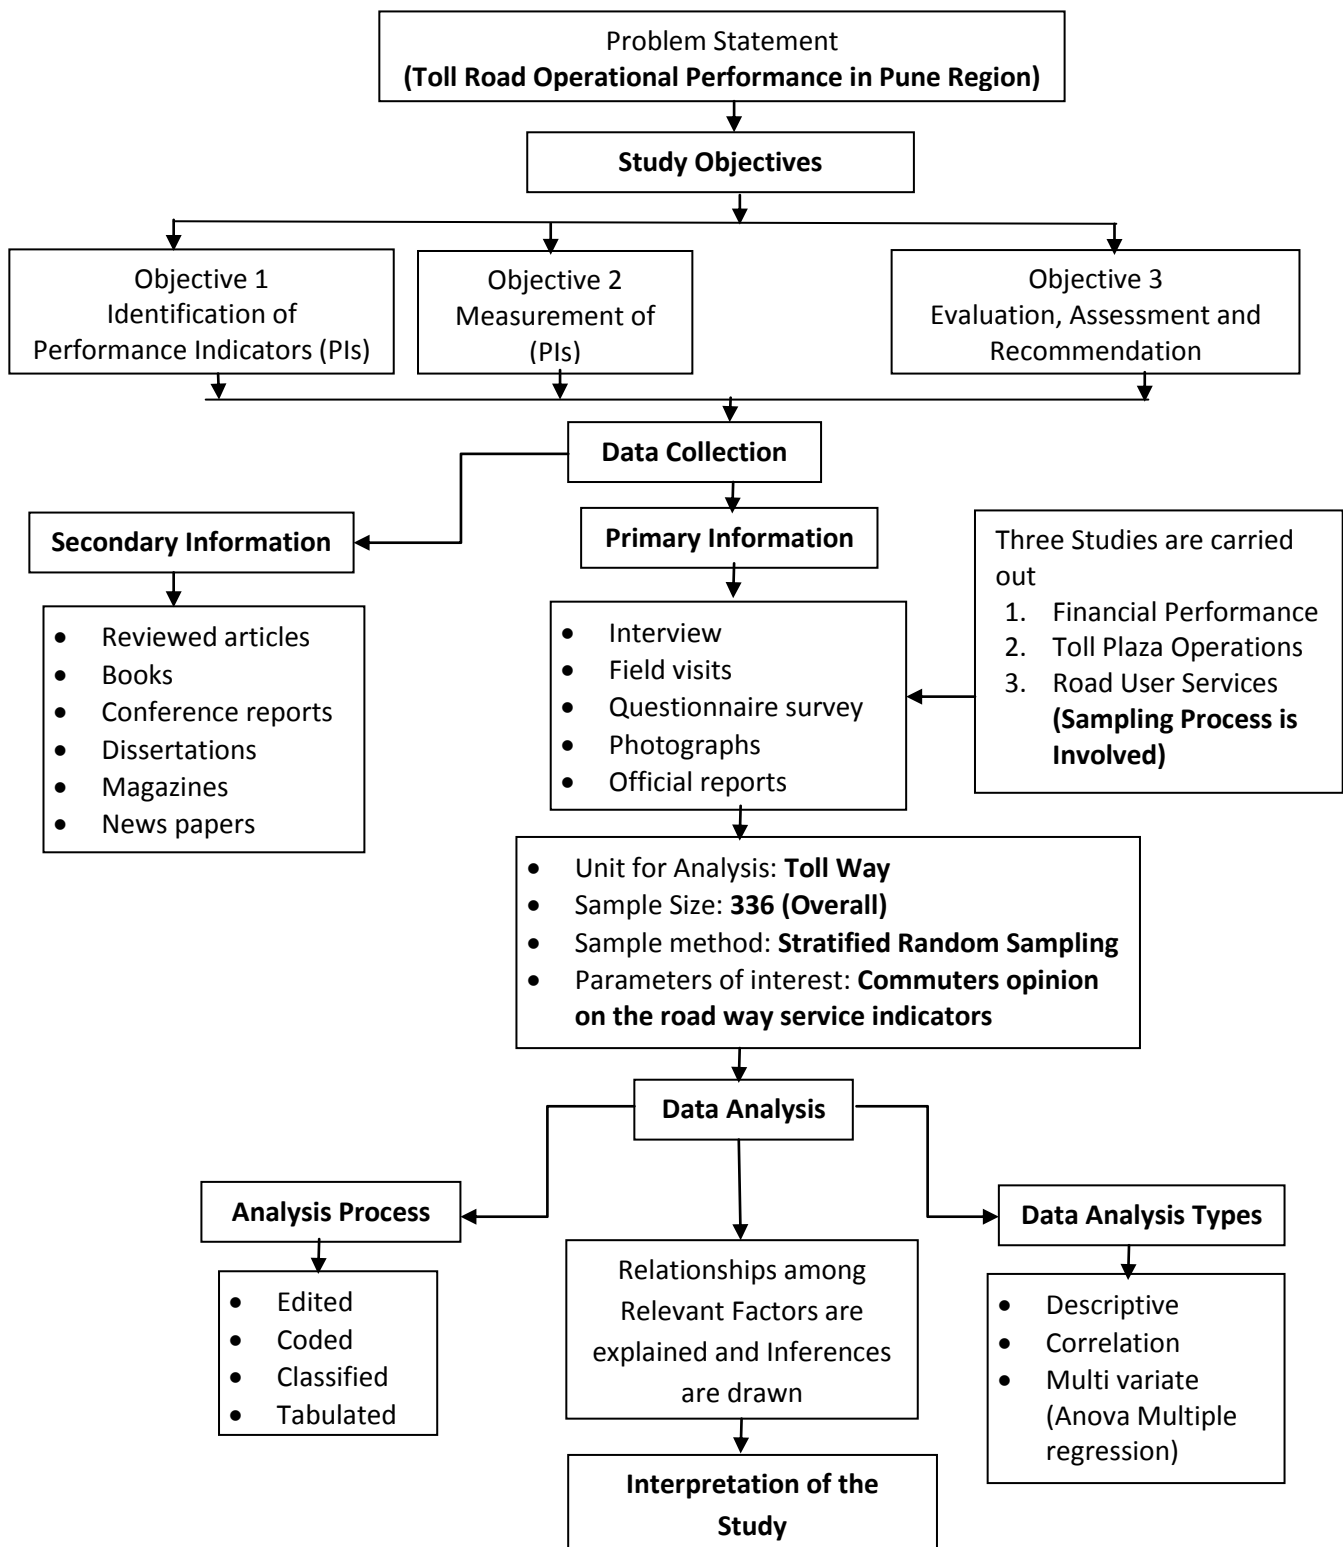 Problem Statement
(Toll Road Operational Performance in Pune Region)
Study Objectives
Objective 1
Identification of
Performance Indicators (PIs)
Objective 2
Measurement of
(PIs)
Objective 3
Evaluation, Assessment and
Recommendation
Data Collection
Secondary Information
Primary Information
Three Studies are carried
out
1. Financial Performance
2. Toll Plaza Operations
3. Road User Services
(Sampling Process is
Involved)
• Reviewed articles
• Books
• Conference reports
• Dissertations
• Magazines
• News papers
• Interview
• Field visits
• Questionnaire survey
• Photographs
• Official reports
• Unit for Analysis: Toll Way
• Sample Size: 336 (Overall)
• Sample method: Stratified Random Sampling
• Parameters of interest: Commuters opinion
on the road way service indicators
Data Analysis
Analysis Process
Data Analysis Types
• Edited
• Coded
• Classified
• Tabulated
Relationships among
Relevant Factors are
explained and Inferences
are drawn
• Descriptive
• Correlation
• Multi variate
(Anova Multiple
regression)
Interpretation of the
Study